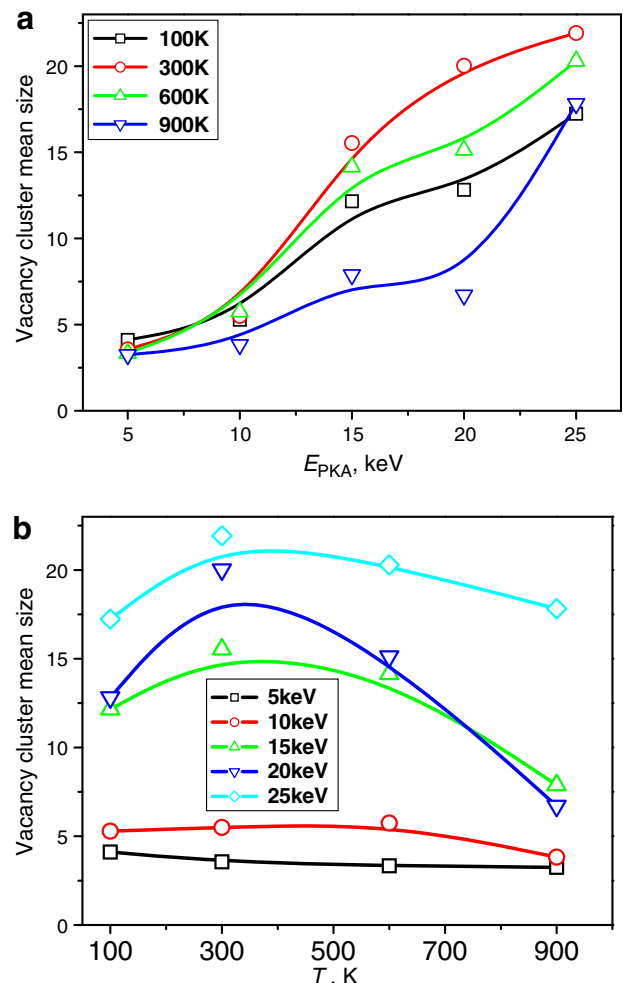 a
100K
300K
600K
900K
Vacancy cluster mean size
20
15
10
5
0
5 10 15 20 25
E_PKA, keV
b
Vacancy cluster mean size
20
15
10
5
0
5keV
10keV
15keV
20keV
25keV
100 300 500 700 900
T, K